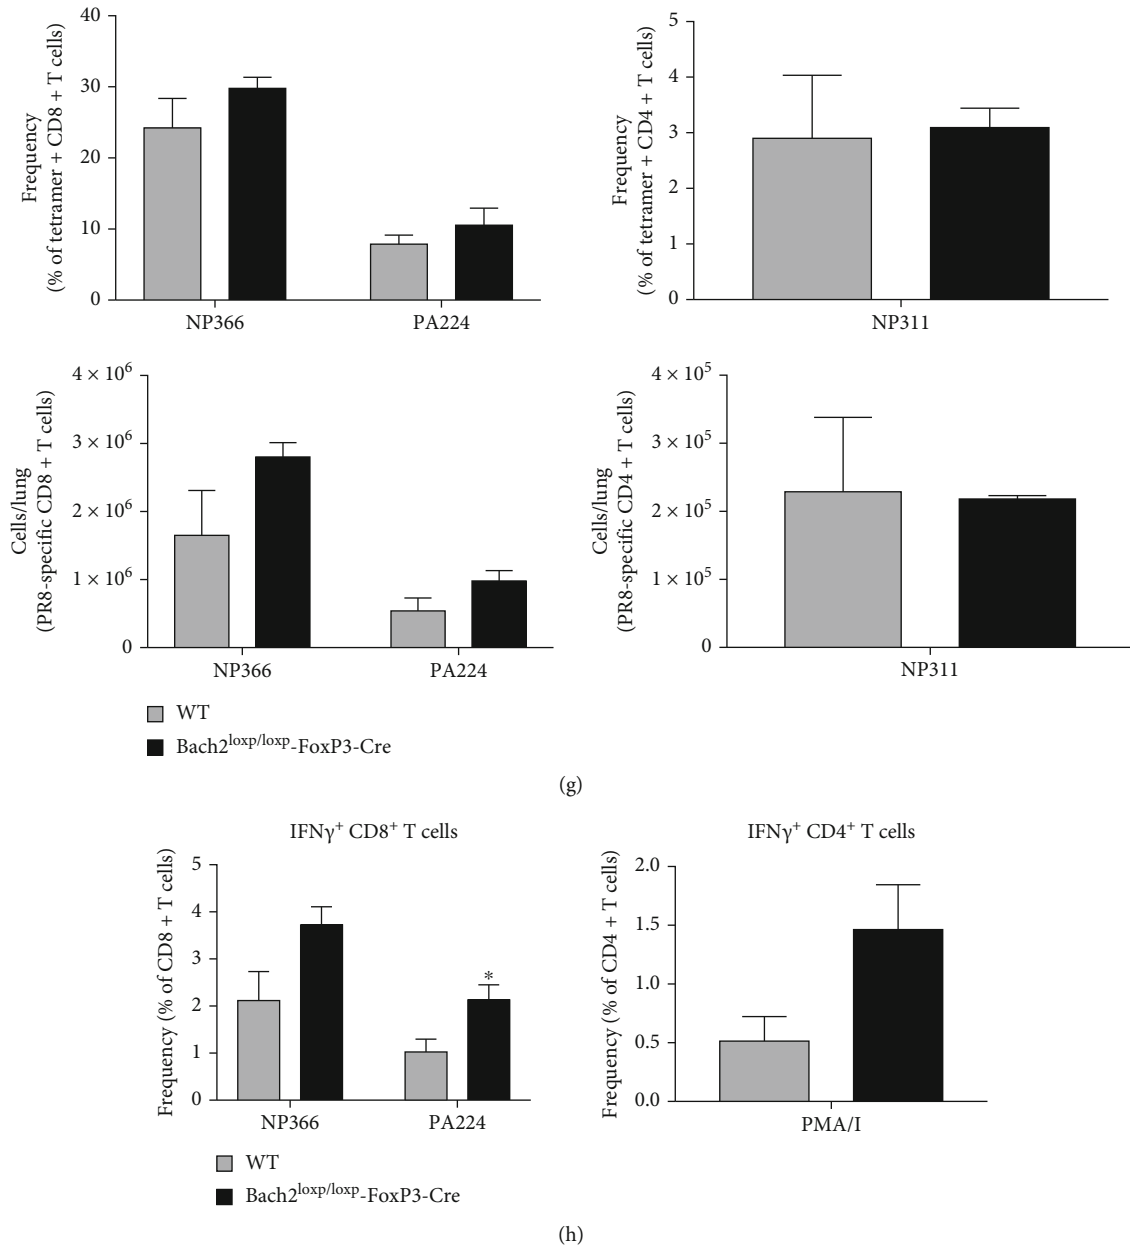 Frequency
(% of tetramer + CD8 + T cells)
40
30
20
10
0
NP366
PA224
Frequency
(% of tetramer + CD4 + T cells)
5
4
3
2
1
0
NP311
Cells/lung
(PR8-specific CD8 + T cells)
4 × 10⁶
3 × 10⁶
2 × 10⁶
1 × 10⁶
0
NP366
PA224
Cells/lung
(PR8-specific CD4 + T cells)
4 × 10⁵
3 × 10⁵
2 × 10⁵
1 × 10⁵
0
NP311
WT
Bach2loxp/loxp-FoxP3-Cre
(g)
IFNγ⁺ CD8⁺ T cells
Frequency (% of CD8 + T cells)
5
4
3
2
1
0
*
NP366
PA224
IFNγ⁺ CD4⁺ T cells
Frequency (% of CD4 + T cells)
2.0
1.5
1.0
0.5
0.0
PMA/I
WT
Bach2loxp/loxp-FoxP3-Cre
(h)